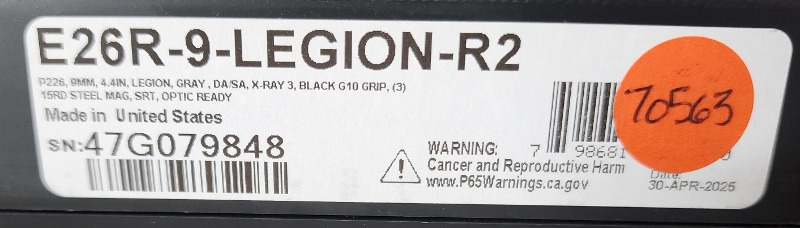 E26R-9-LEGION-R2
P226, 9MM, 4.4IN, LEGION, GRAY , DA/SA, X-RAY 3, BLACK G10 GRIP, (3)
15RD STEEL MAG, SRT, OPTIC READY
Made in United States
SN:47G079848
WARNING:
Cancer and Reproductive Harm
www.P65Warnings.ca.gov
7 98681
70563
Date:
30-APR-2025